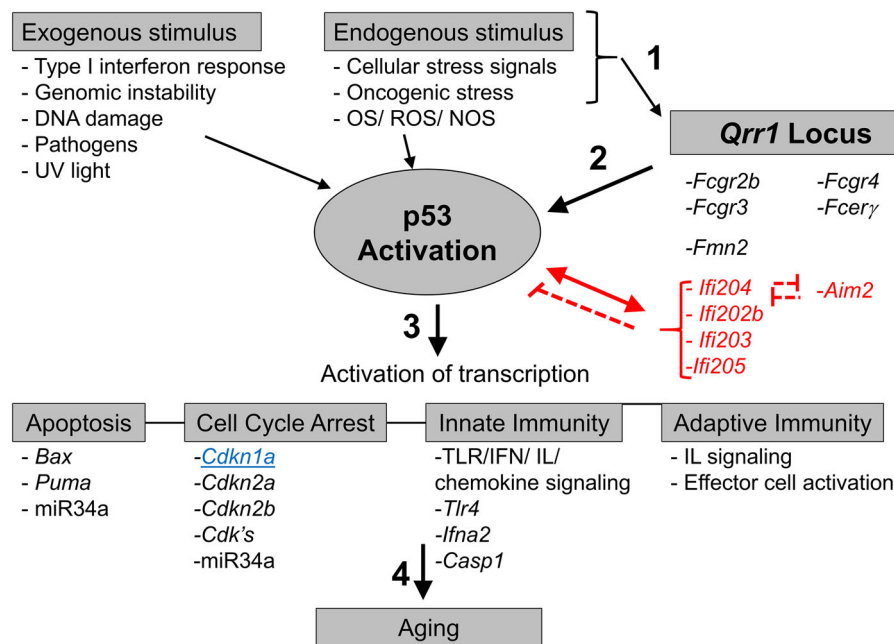 Exogenous stimulus
- Type I interferon response
- Genomic instability
- DNA damage
- Pathogens
- UV light
Endogenous stimulus
- Cellular stress signals
- Oncogenic stress
- OS/ ROS/ NOS
1
Qrr1 Locus
-Fcgr2b
-Fcgr4
-Fcgr3
-Fcerγ
-Fmn2
2
p53
Activation
- Ifi204
-Aim2
- Ifi202b
- Ifi203
-Ifi205
3
Activation of transcription
Apoptosis
- Bax
- Puma
- miR34a
Cell Cycle Arrest
-Cdkn1a
-Cdkn2a
-Cdkn2b
-Cdk's
-miR34a
Innate Immunity
-TLR/IFN/ IL/
chemokine signaling
-Tlr4
-Ifna2
-Casp1
Adaptive Immunity
- IL signaling
- Effector cell activation
4
Aging